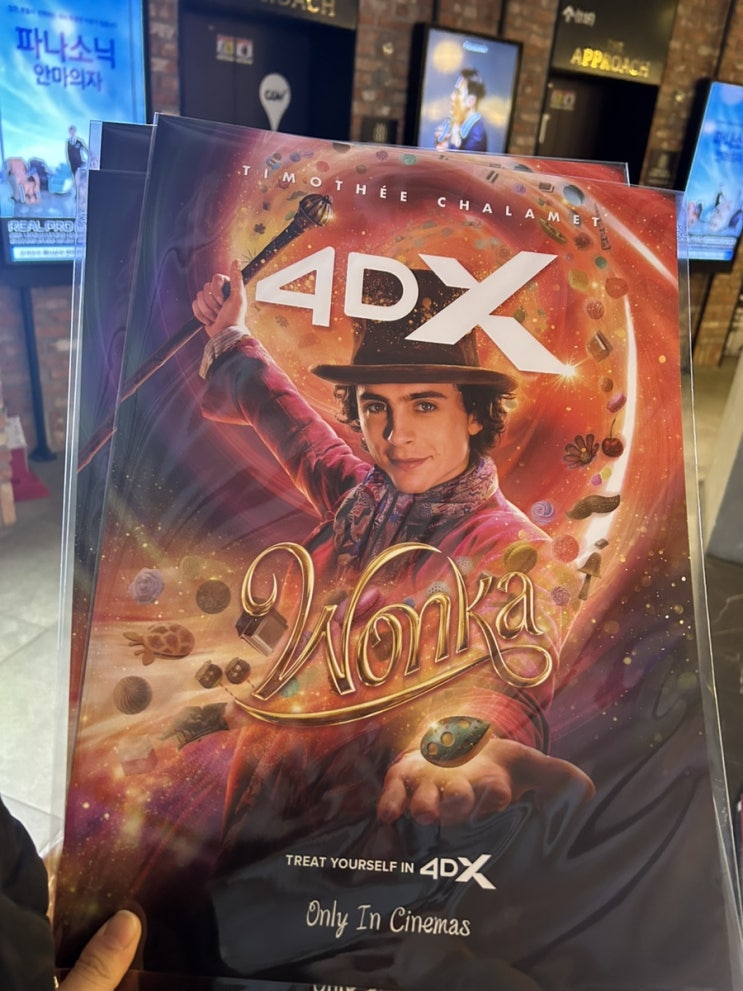 파나소닉
안마의자
REAL PRO
APPROACH
TIMOTHÉE CHALAMET
4DX
Wonka
TREAT YOURSELF IN 4DX
Only In Cinemas